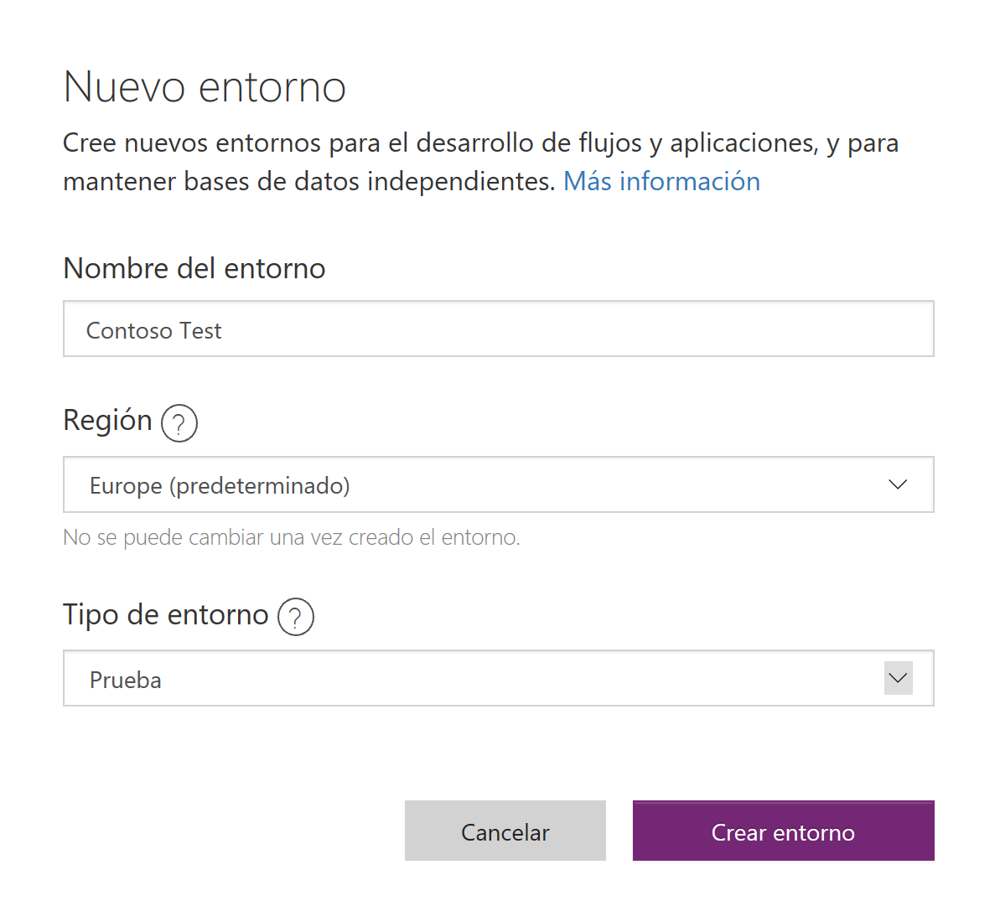 Nuevo entorno
Cree nuevos entornos para el desarrollo de flujos y aplicaciones, y para
mantener bases de datos independientes. Más información
Nombre del entorno
Contoso Test
Región ?
Europe (predeterminado)
No se puede cambiar una vez creado el entorno.
Tipo de entorno ?
Prueba
Cancelar
Crear entorno